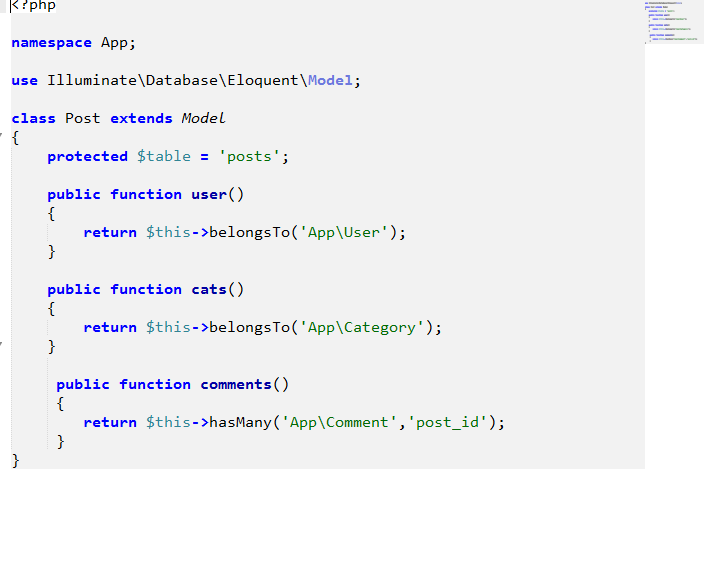 <?php
namespace App;
use Illuminate\Database\Eloquent\Model;
class Post extends Model
{
    protected $table = 'posts';
    public function user()
    {
        return $this->belongsTo('App\User');
    }
    public function cats()
    {
        return $this->belongsTo('App\Category');
    }
     public function comments()
     {
        return $this->hasMany('App\Comment','post_id');
     }
}